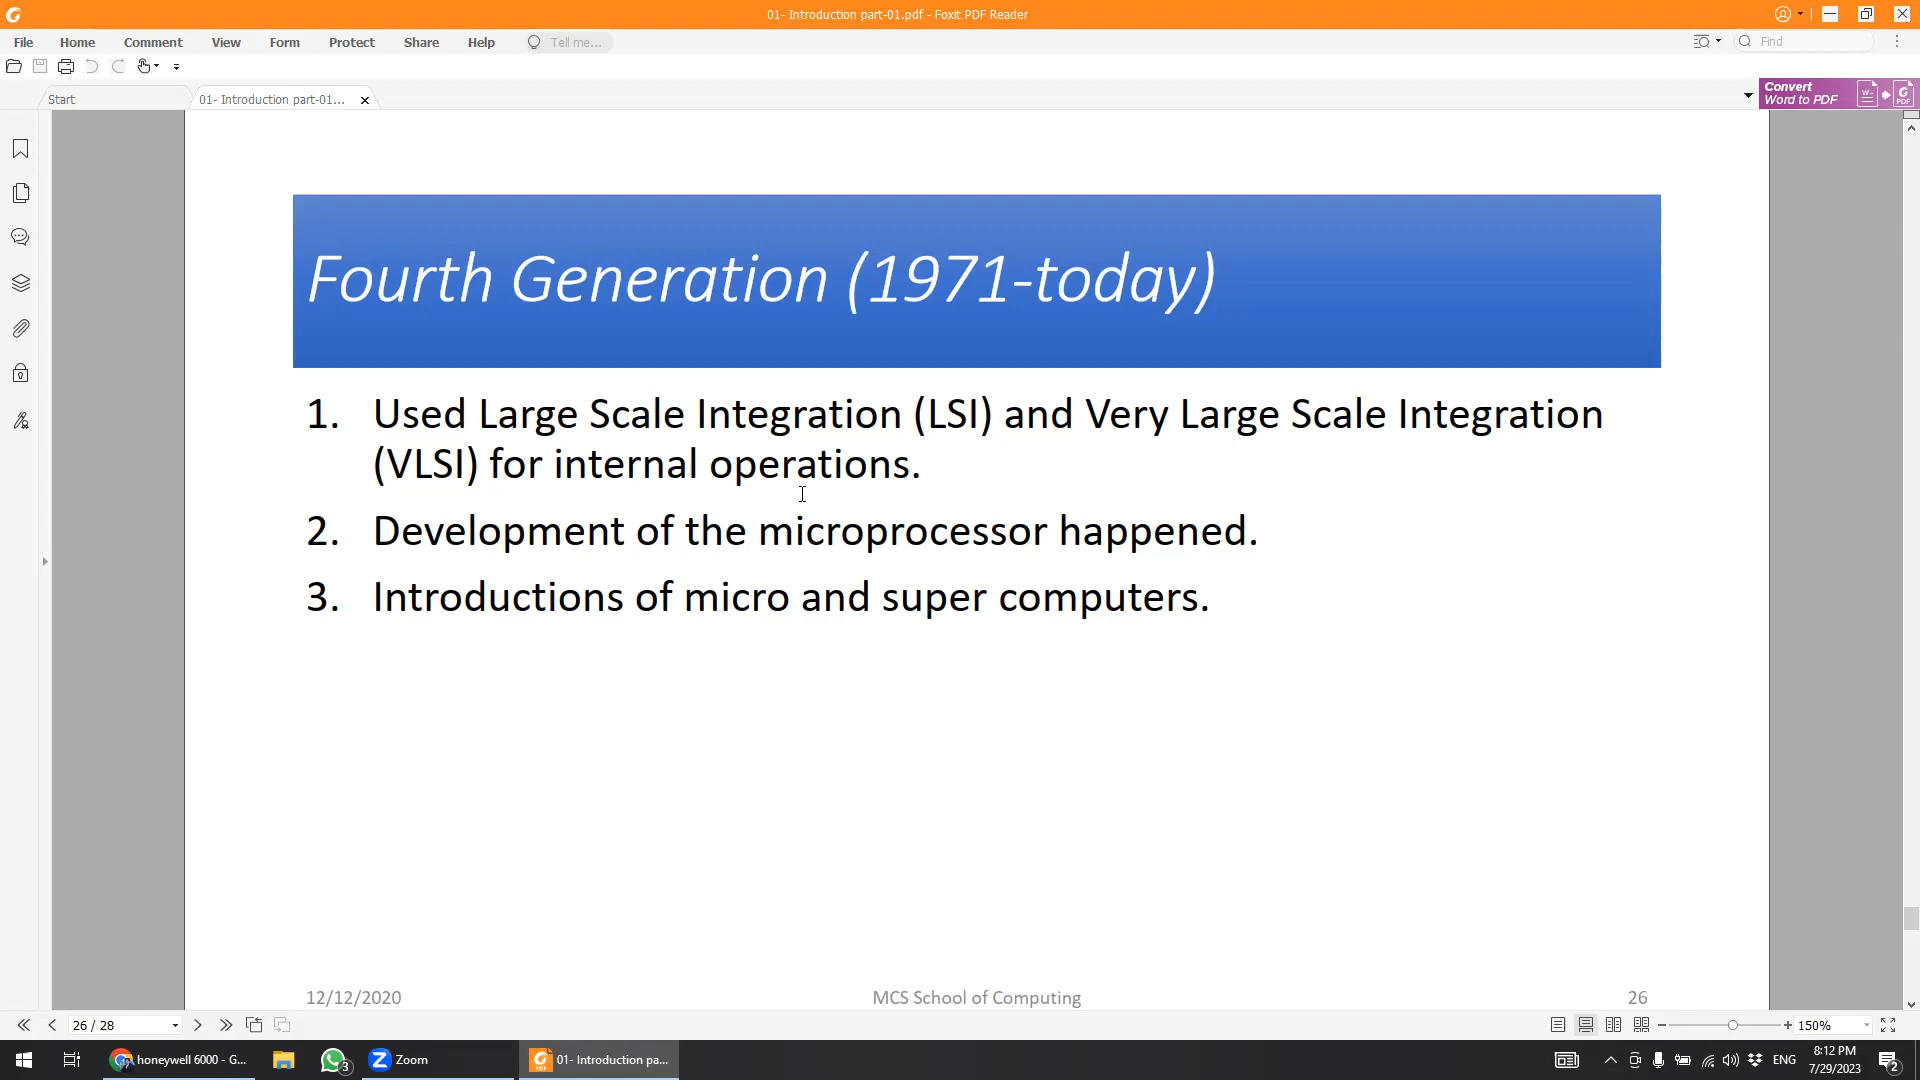 01- Introduction part-01.pdf - Foxit PDF Reader
File Home Comment View Form Protect Share Help Tell me... Find
Start 01- Introduction part-01... Convert
Word to PDF
Fourth Generation (1971-today)
1. Used Large Scale Integration (LSI) and Very Large Scale Integration
(VLSI) for internal operations.
2. Development of the microprocessor happened.
3. Introductions of micro and super computers.
12/12/2020 MCS School of Computing 26
26 / 28 150%
honeywell 6000 - G... 3 Zoom 01- Introduction pa... ENG 8:12 PM
7/29/2023 2